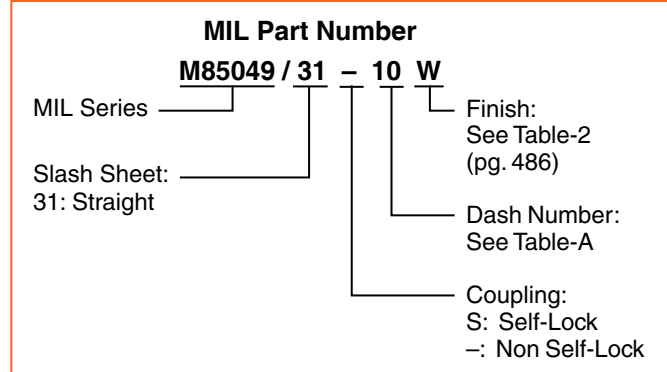 MIL Part Number
M85049 / 31 – 10 W
MIL Series
Slash Sheet:
31: Straight
Finish:
See Table-2
(pg. 486)
Dash Number:
See Table-A
Coupling:
S: Self-Lock
–: Non Self-Lock